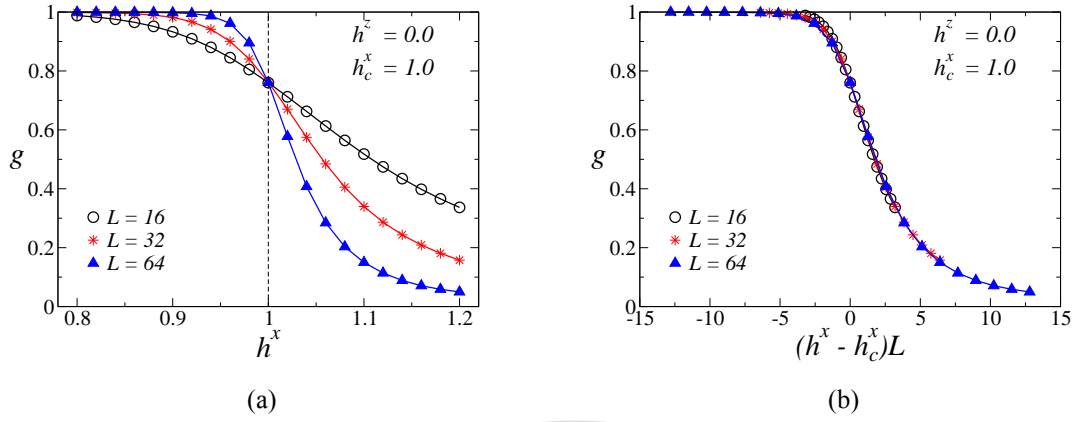 h^z = 0.0
h_c^x = 1.0
g
1
0.8
0.6
0.4
0.2
0
L = 16
L = 32
L = 64
0.8
0.9
1
1.1
1.2
h^x
(a)
h^z = 0.0
h_c^x = 1.0
g
1
0.8
0.6
0.4
0.2
0
L = 16
L = 32
L = 64
-15
-10
-5
0
5
10
15
(h^x - h_c^x)L
(b)